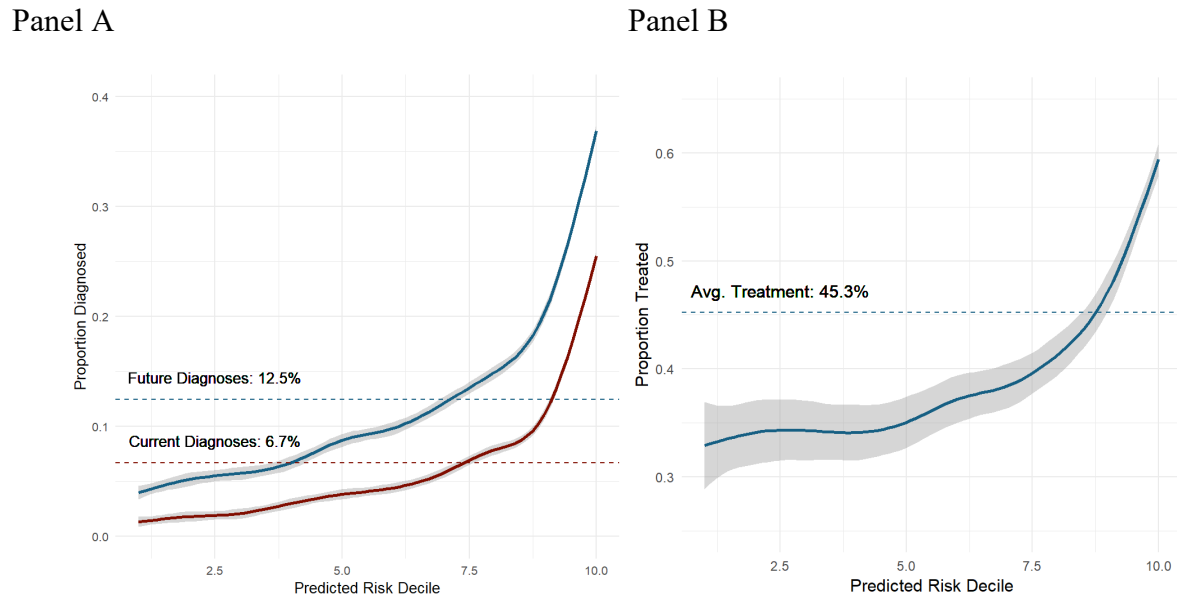 Panel A
Panel B
0.4
0.3
0.2
0.1
0.0
Proportion Diagnosed
Future Diagnoses: 12.5%
Current Diagnoses: 6.7%
2.5
5.0
7.5
10.0
Predicted Risk Decile
0.6
0.5
0.4
0.3
Proportion Treated
Avg. Treatment: 45.3%
2.5
5.0
7.5
10.0
Predicted Risk Decile